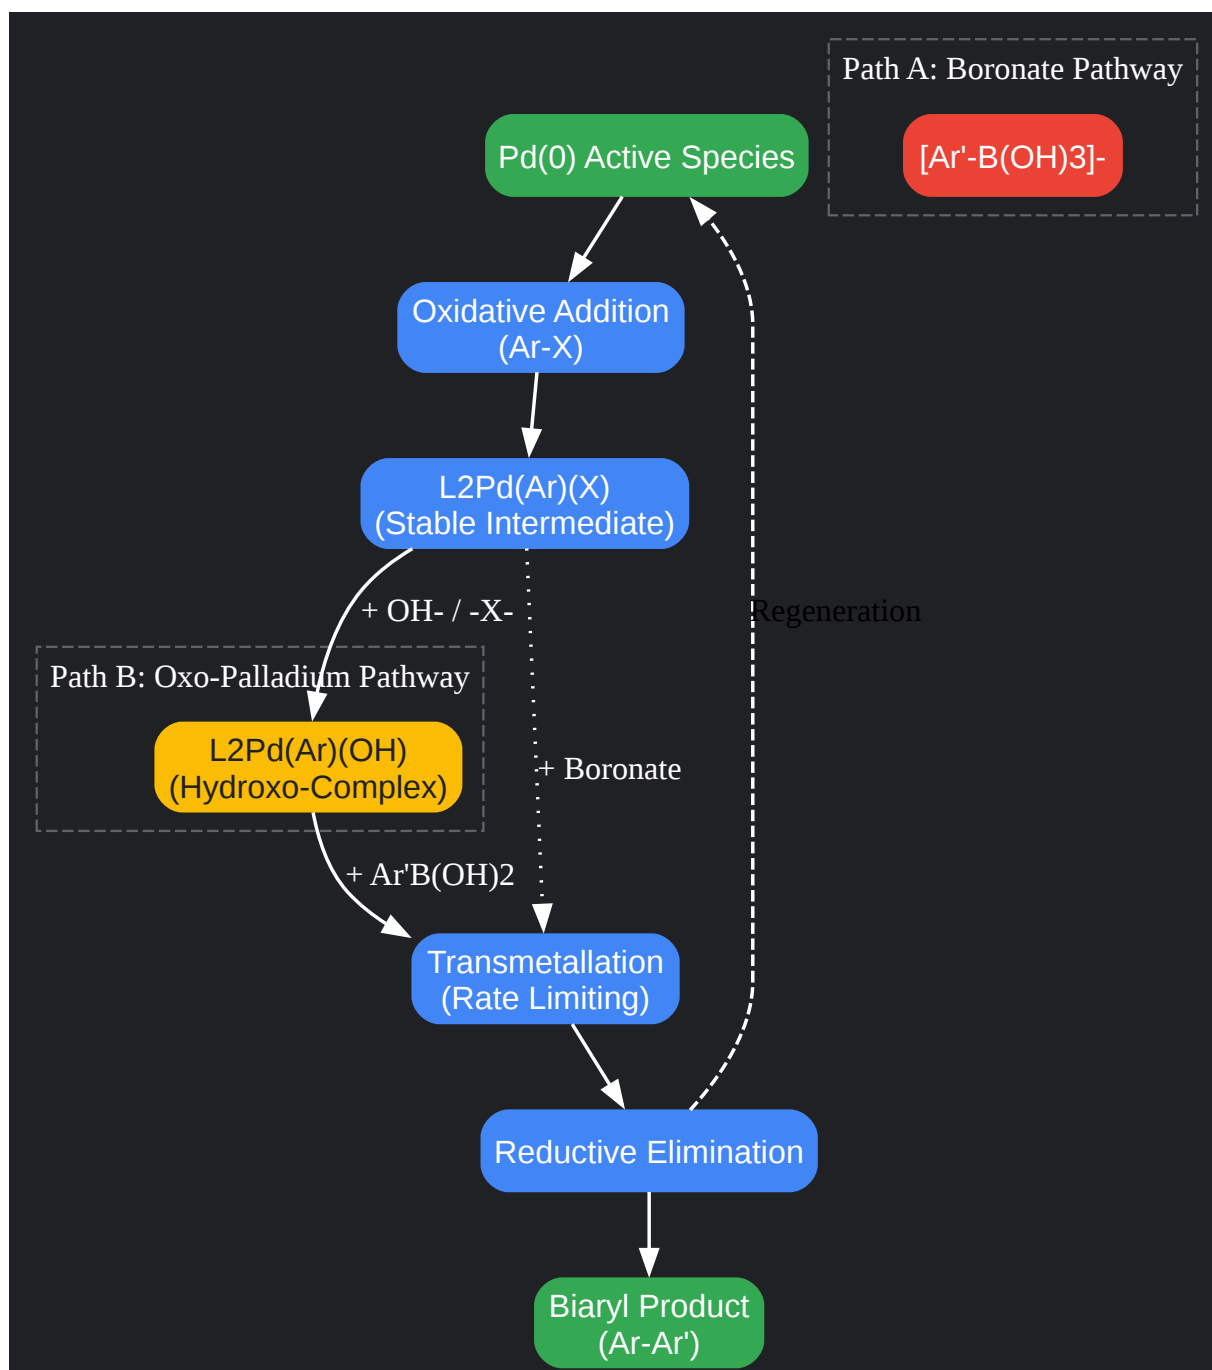 Path A: Boronate Pathway
Pd(0) Active Species
[Ar'-B(OH)3]-
Oxidative Addition
(Ar-X)
L2Pd(Ar)(X)
(Stable Intermediate)
+ OH- / -X-
Regeneration
Path B: Oxo-Palladium Pathway
L2Pd(Ar)(OH)
(Hydroxo-Complex)
+ Boronate
+ Ar'B(OH)2
Transmetallation
(Rate Limiting)
Reductive Elimination
Biaryl Product
(Ar-Ar')